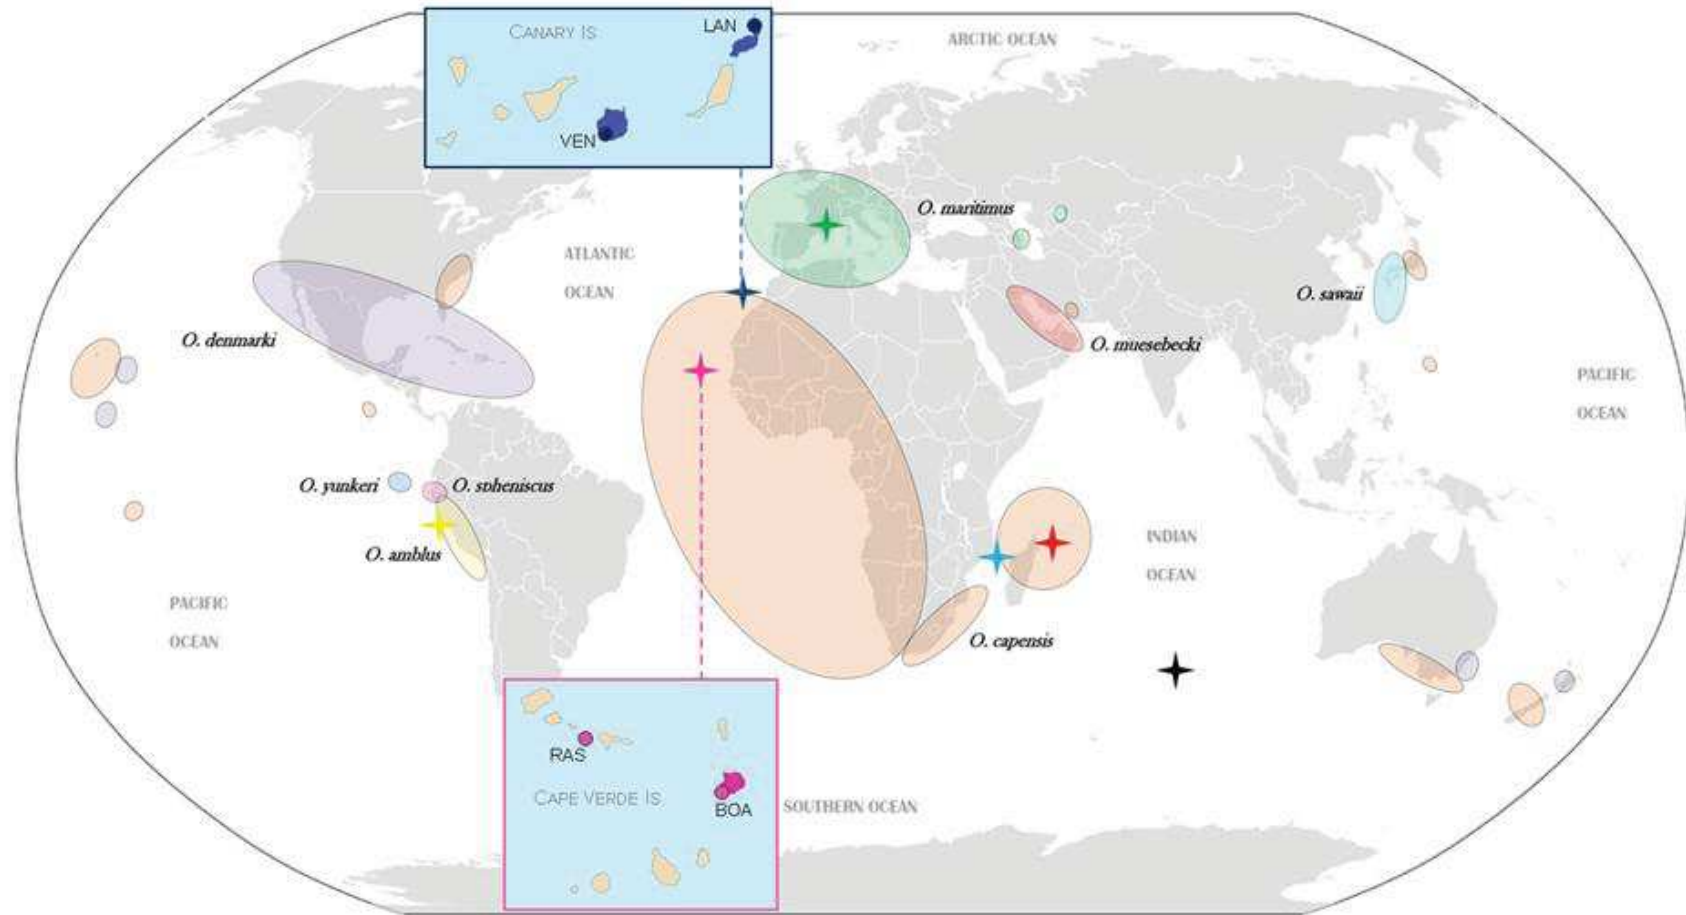 CANARY IS
LAN
VEN
ARCTIC OCEAN
O. maritimus
ATLANTIC
OCEAN
O. sawaii
O. denmarki
O. muesebecki
PACIFIC
OCEAN
O. yunkeri
O. spheniscus
O. amblus
INDIAN
OCEAN
PACIFIC
OCEAN
O. capensis
RAS
CAPE VERDE IS
BOA
SOUTHERN OCEAN